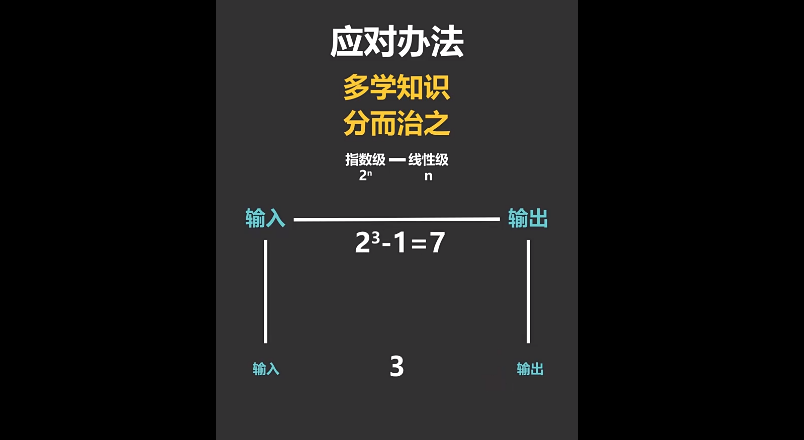 应对办法
多学知识
分而治之
指数级 — 线性级
2ⁿ n
输入 输出
2³-1=7
输入 3 输出